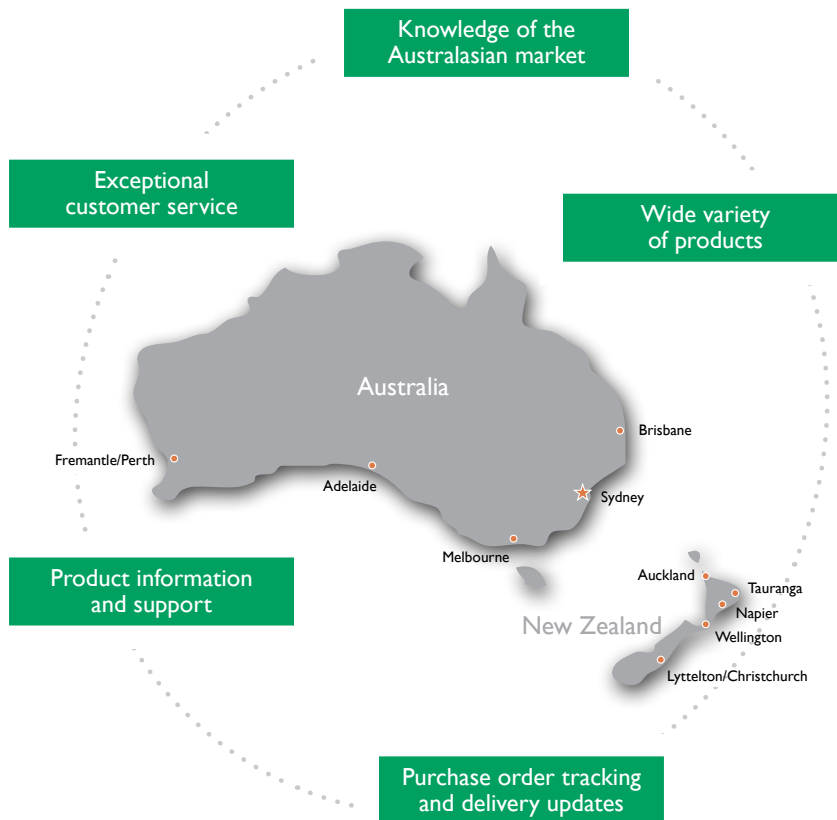 Knowledge of the
Australasian market
Exceptional
customer service
Wide variety
of products
Australia
Brisbane
Fremantle/Perth
Adelaide
Sydney
Melbourne
Auckland
Product information
and support
Tauranga
Napier
New Zealand
Wellington
Lyttelton/Christchurch
Purchase order tracking
and delivery updates